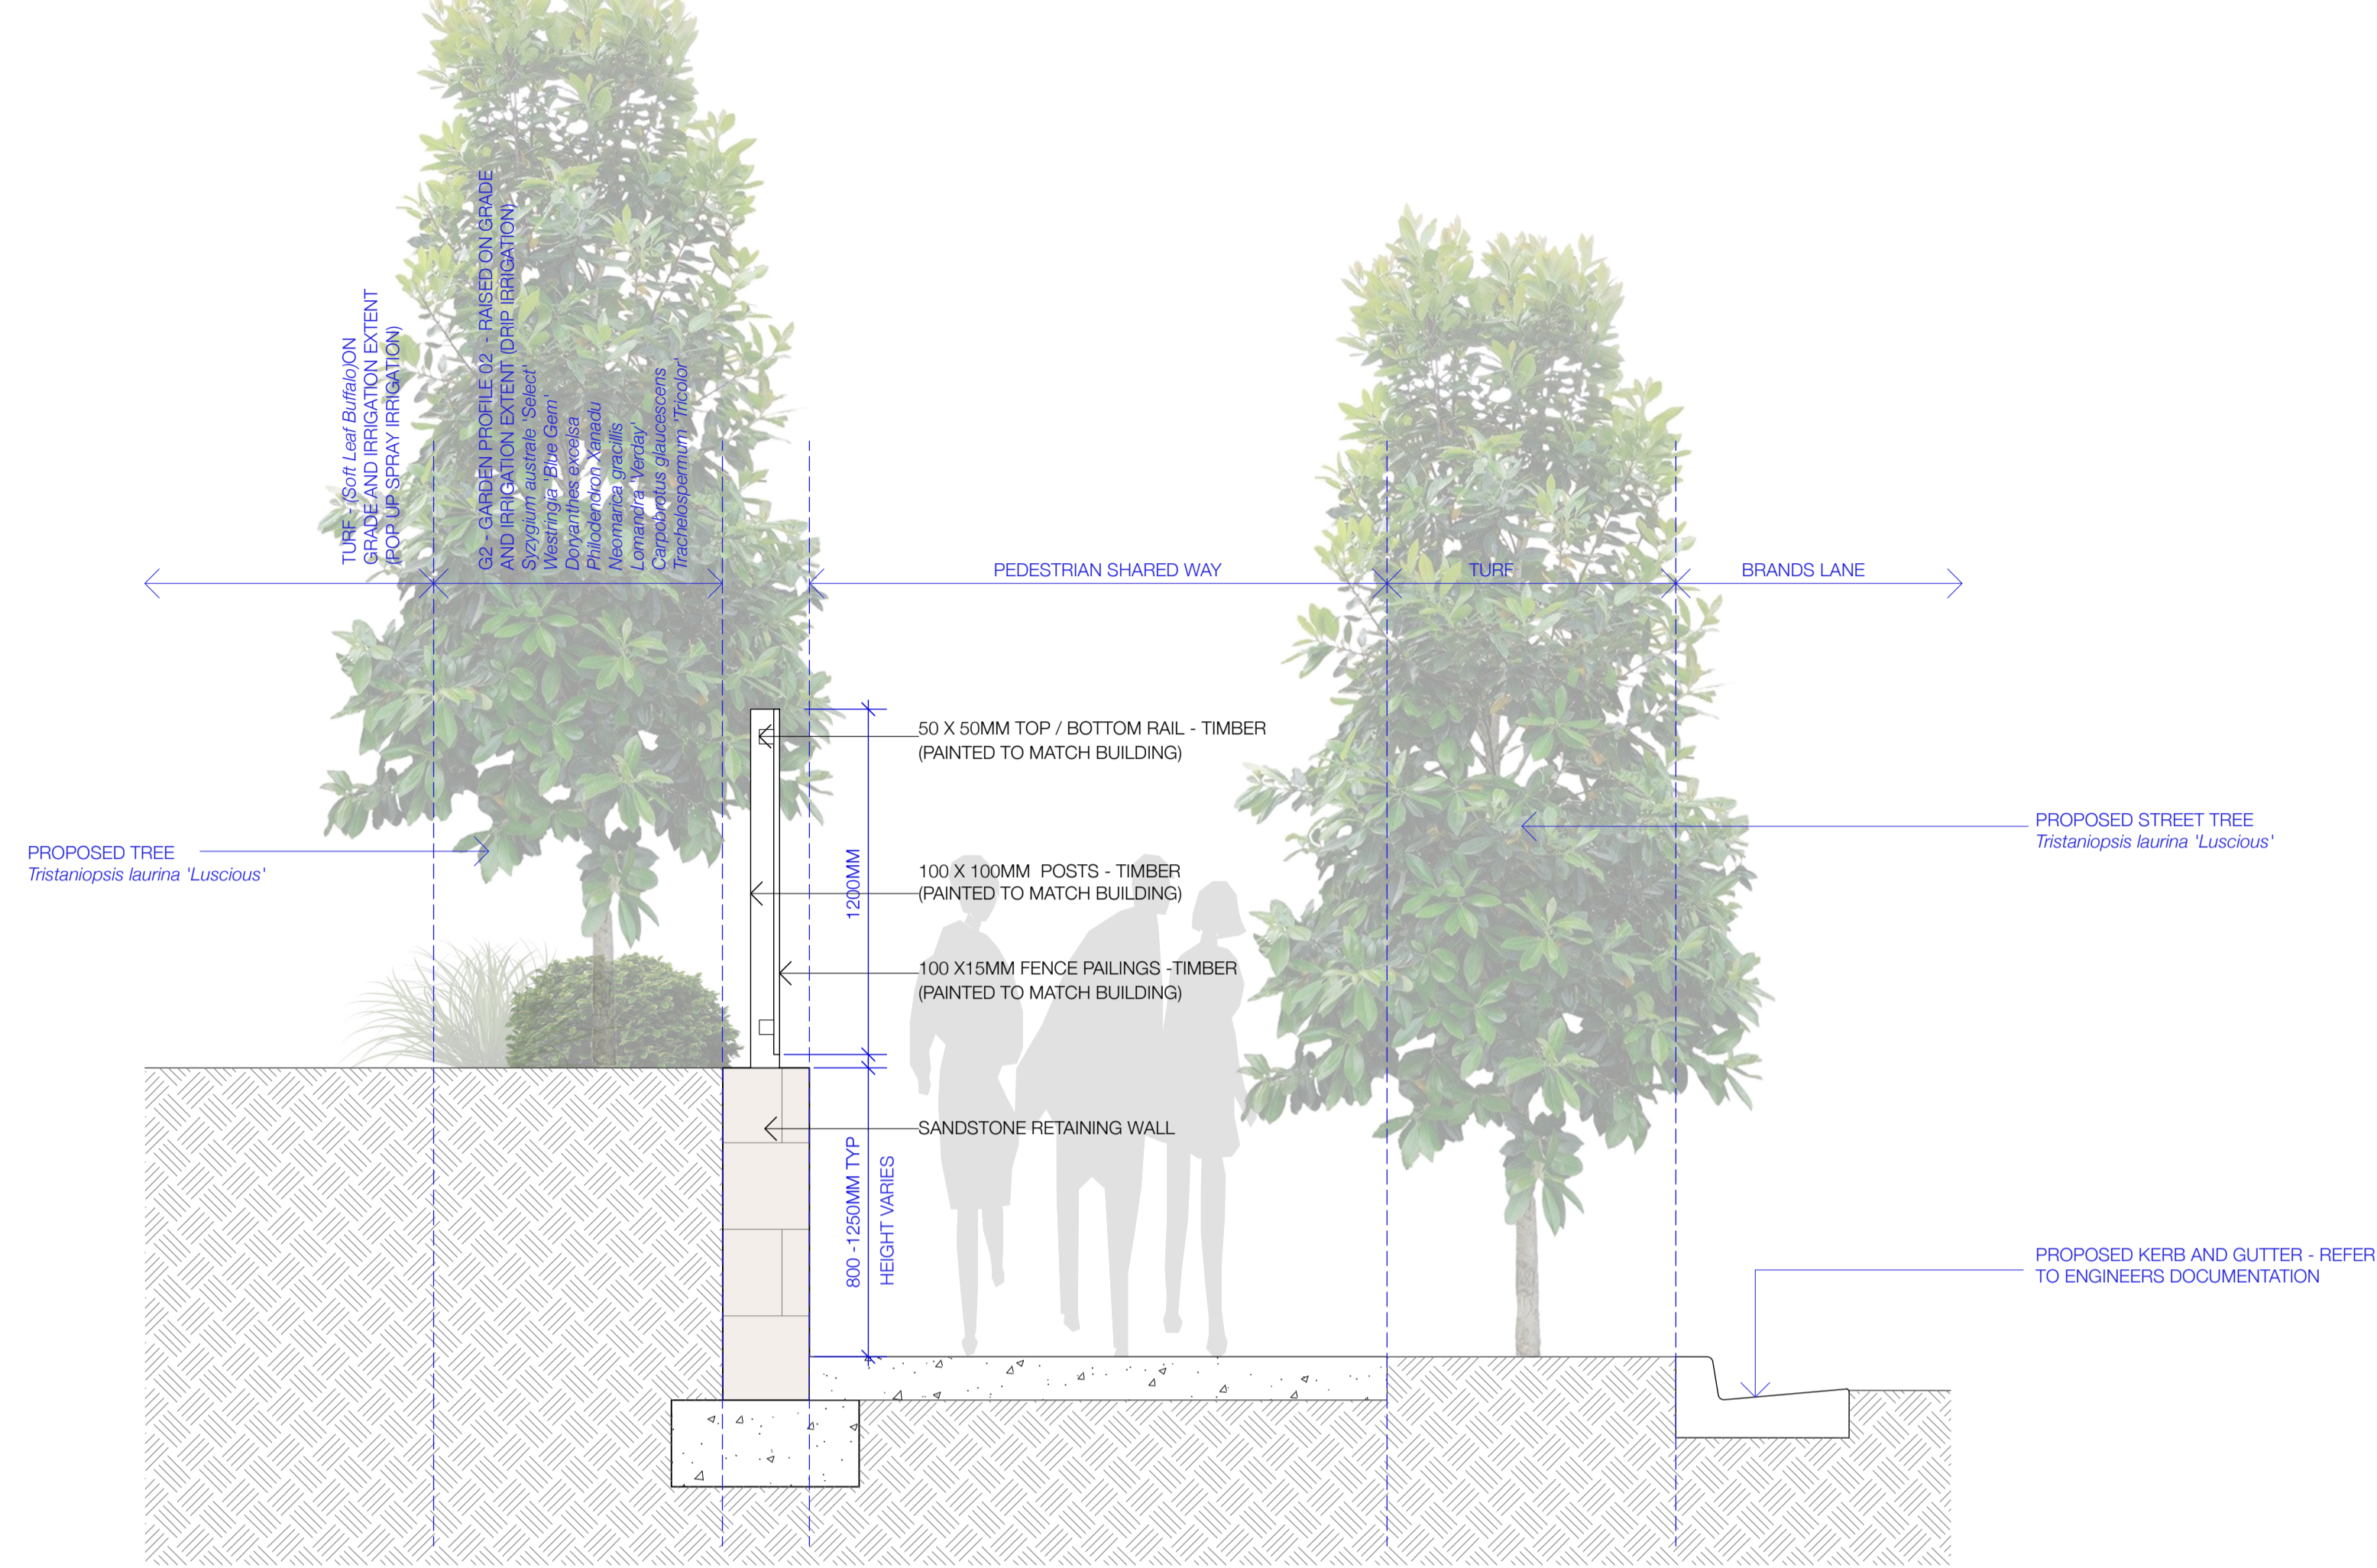 TURF - (Soft Leaf Buffalo)ON
GRADE AND IRRIGATION EXTENT
(POP UP SPRAY IRRIGATION)
G2 - GARDEN PROFILE 02 - RAISED ON GRADE
AND IRRIGATION EXTENT (DRIP IRRIGATION)
Syzygium australe 'Select'
Westringia 'Blue Gem'
Doryanthes excelsa
Philodendron Xanadu
Neomarica gracillis
Lomandra 'Verday'
Carpobrotus glaucescens
Trachelospermum 'Tricolor'
PEDESTRIAN SHARED WAY
TURF
BRANDS LANE
50 X 50MM TOP / BOTTOM RAIL - TIMBER
(PAINTED TO MATCH BUILDING)
1200MM
100 X 100MM POSTS - TIMBER
(PAINTED TO MATCH BUILDING)
100 X15MM FENCE PAILINGS -TIMBER
(PAINTED TO MATCH BUILDING)
PROPOSED TREE
Tristaniopsis laurina 'Luscious'
PROPOSED STREET TREE
Tristaniopsis laurina 'Luscious'
SANDSTONE RETAINING WALL
800 -1250MM TYP
HEIGHT VARIES
PROPOSED KERB AND GUTTER - REFER
TO ENGINEERS DOCUMENTATION